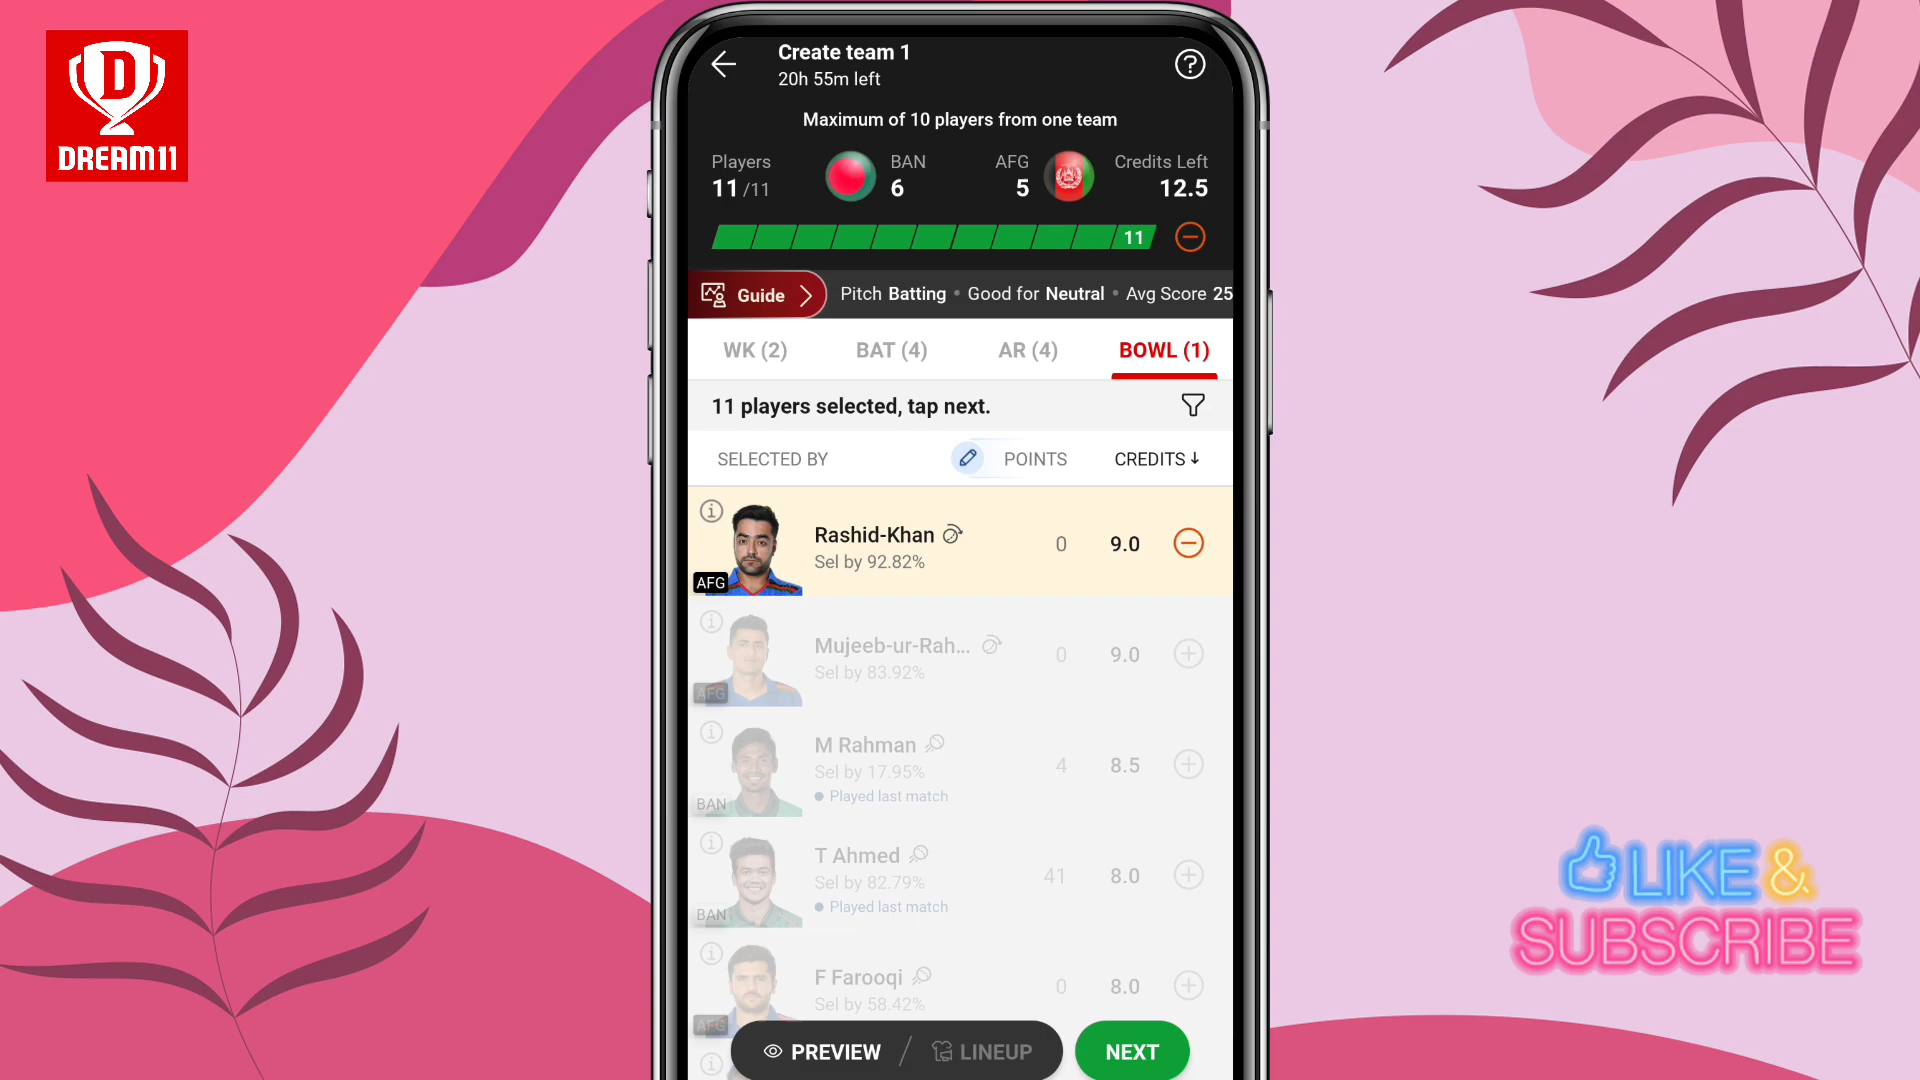 D
DREAM11
Create team 1
20h 55m left
Maximum of 10 players from one team
Players
11 /11
BAN
6
AFG
5
Credits Left
12.5
11
Guide
Pitch Batting • Good for Neutral • Avg Score 25
WK (2)
BAT (4)
AR (4)
BOWL (1)
11 players selected, tap next.
SELECTED BY
POINTS
CREDITS↓
Rashid-Khan
Sel by 92.82%
AFG
0
9.0
Mujeeb-ur-Rah...
Sel by 83.92%
AFG
0
9.0
M Rahman
Sel by 17.95%
Played last match
BAN
4
8.5
T Ahmed
Sel by 82.79%
Played last match
BAN
41
8.0
F Farooqi
Sel by 58.42%
AFG
0
8.0
PREVIEW / LINEUP
NEXT
LIKE &
SUBSCRIBE